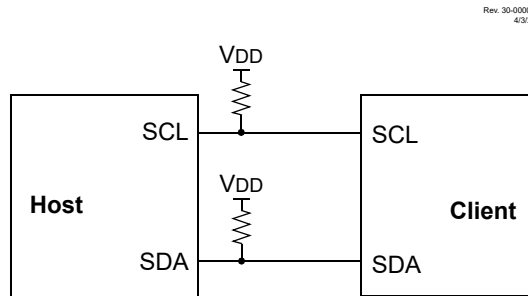 Rev. 30-0000
4/3/
VDD
SCL
SCL
VDD
Host
Client
SDA
SDA